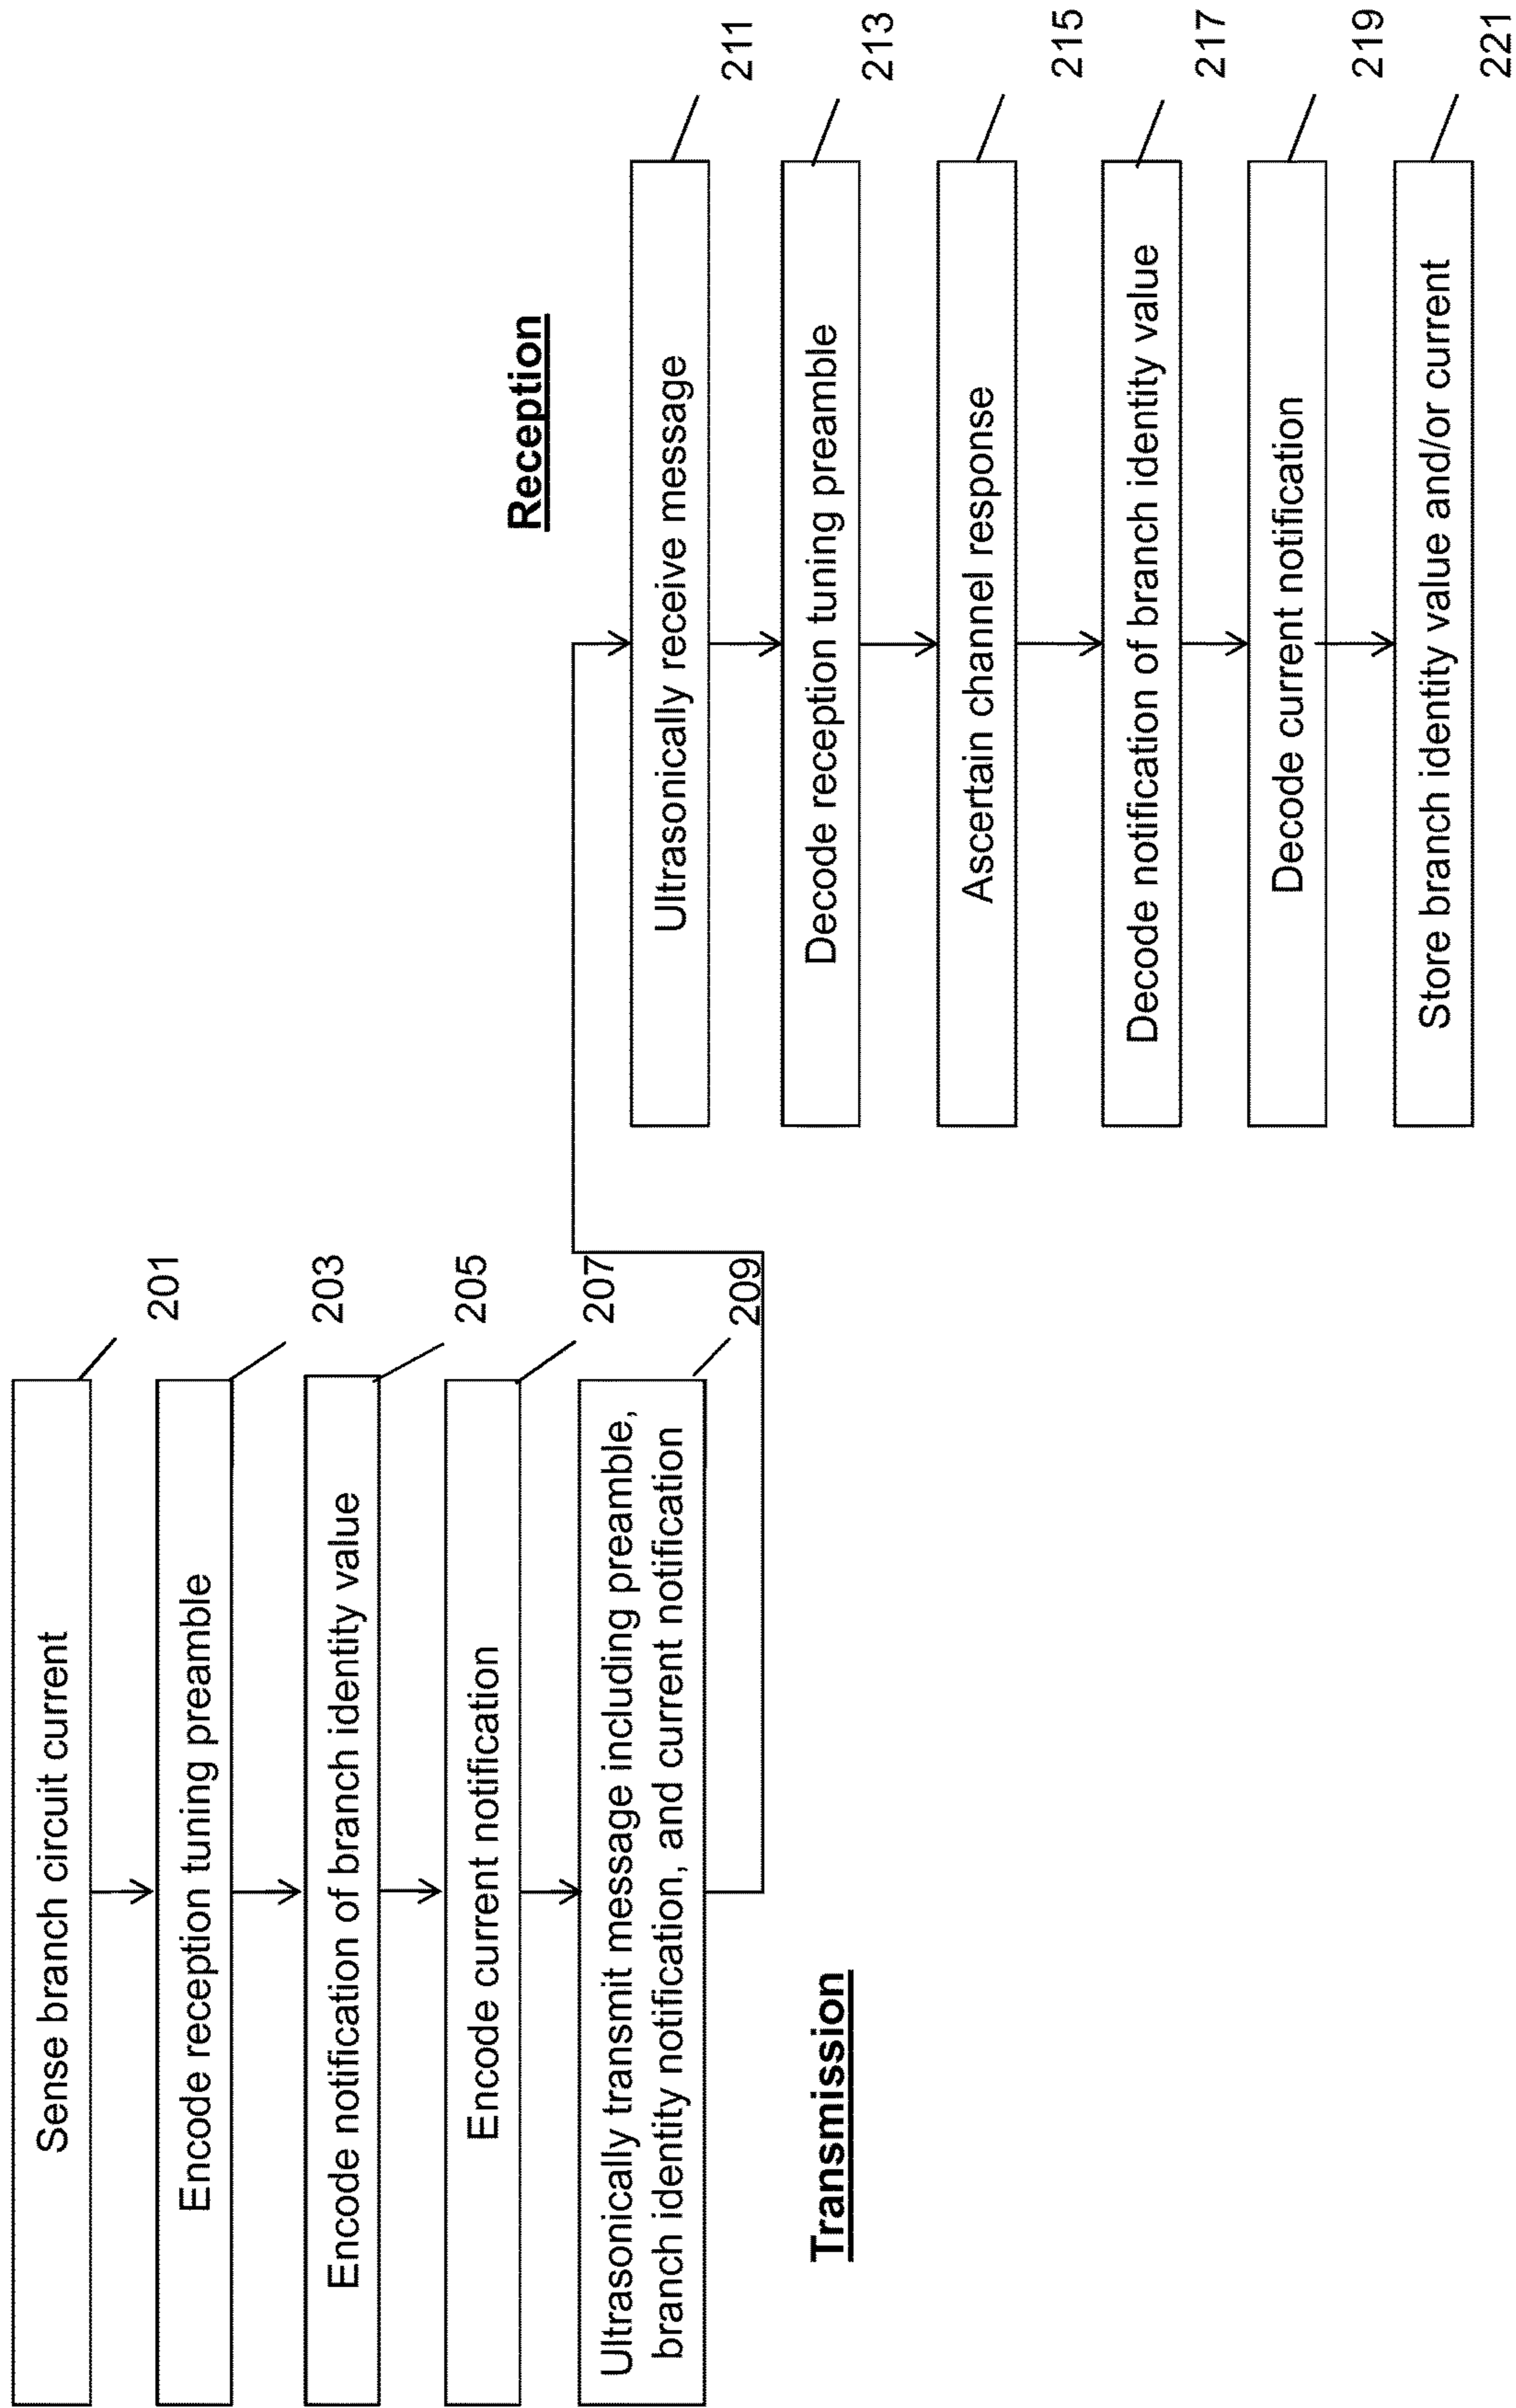 Sense branch circuit current
201
Encode reception tuning preamble
203
Encode notification of branch identity value
205
Encode current notification
207
Ultrasonically transmit message including preamble,
branch identity notification, and current notification
209
Transmission
Reception
Ultrasonically receive message
211
Decode reception tuning preamble
213
Ascertain channel response
215
Decode notification of branch identity value
217
Decode current notification
219
Store branch identity value and/or current
221